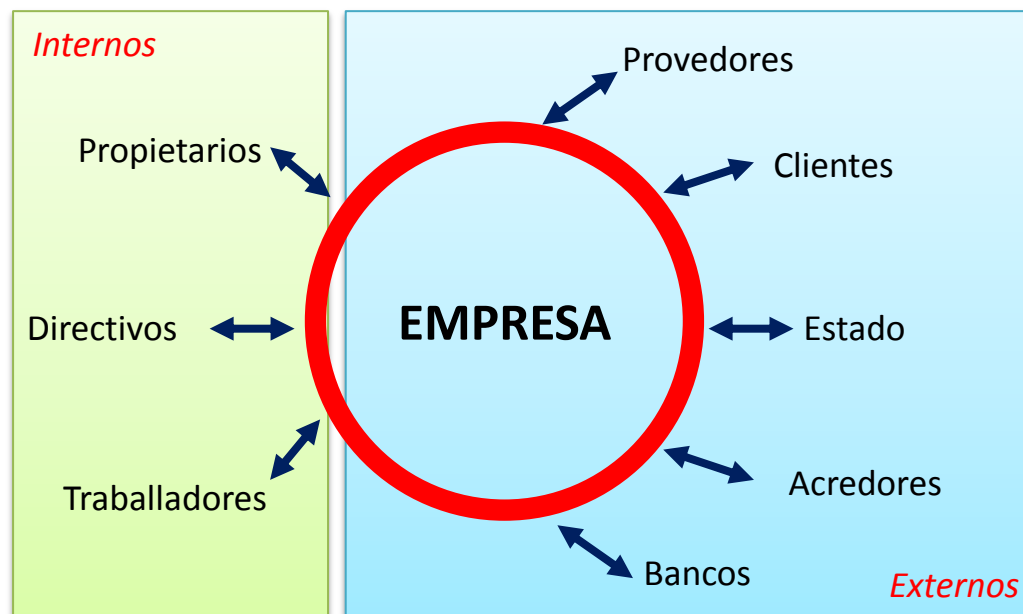 Internos
Propietarios
Directivos
Traballadores
EMPRESA
Provedores
Clientes
Estado
Acredores
Bancos
Externos